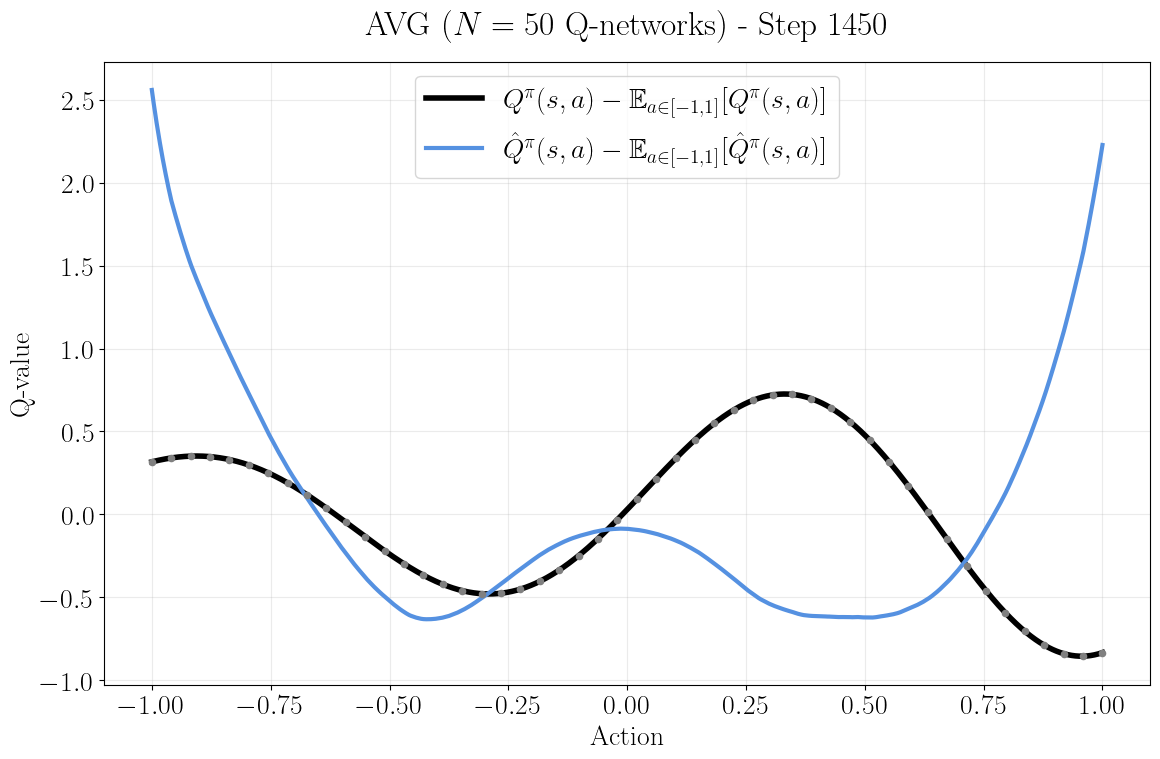 AVG (N = 50 Q-networks) - Step 1450
Q^π(s, a) − 𝔼_{a∈[−1,1]}[Q^π(s, a)]
Q̂^π(s, a) − 𝔼_{a∈[−1,1]}[Q̂^π(s, a)]
Q-value
2.5
2.0
1.5
1.0
0.5
0.0
−0.5
−1.0
−1.00 −0.75 −0.50 −0.25 0.00 0.25 0.50 0.75 1.00
Action